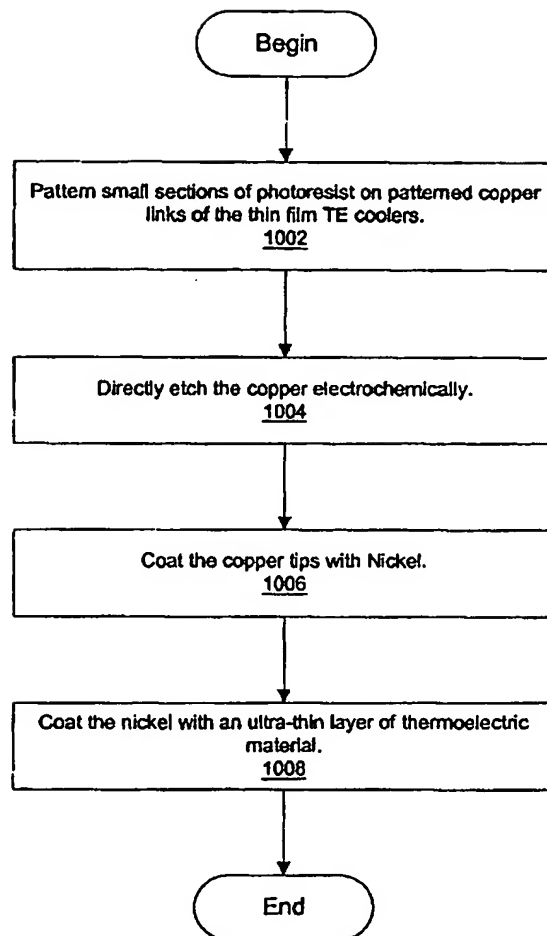 Begin
Pattern small sections of photoresist on patterned copper
links of the thin film TE coolers.
1002
Directly etch the copper electrochemically.
1004
Coat the copper tips with Nickel.
1006
Coat the nickel with an ultra-thin layer of thermoelectric
material.
1008
End